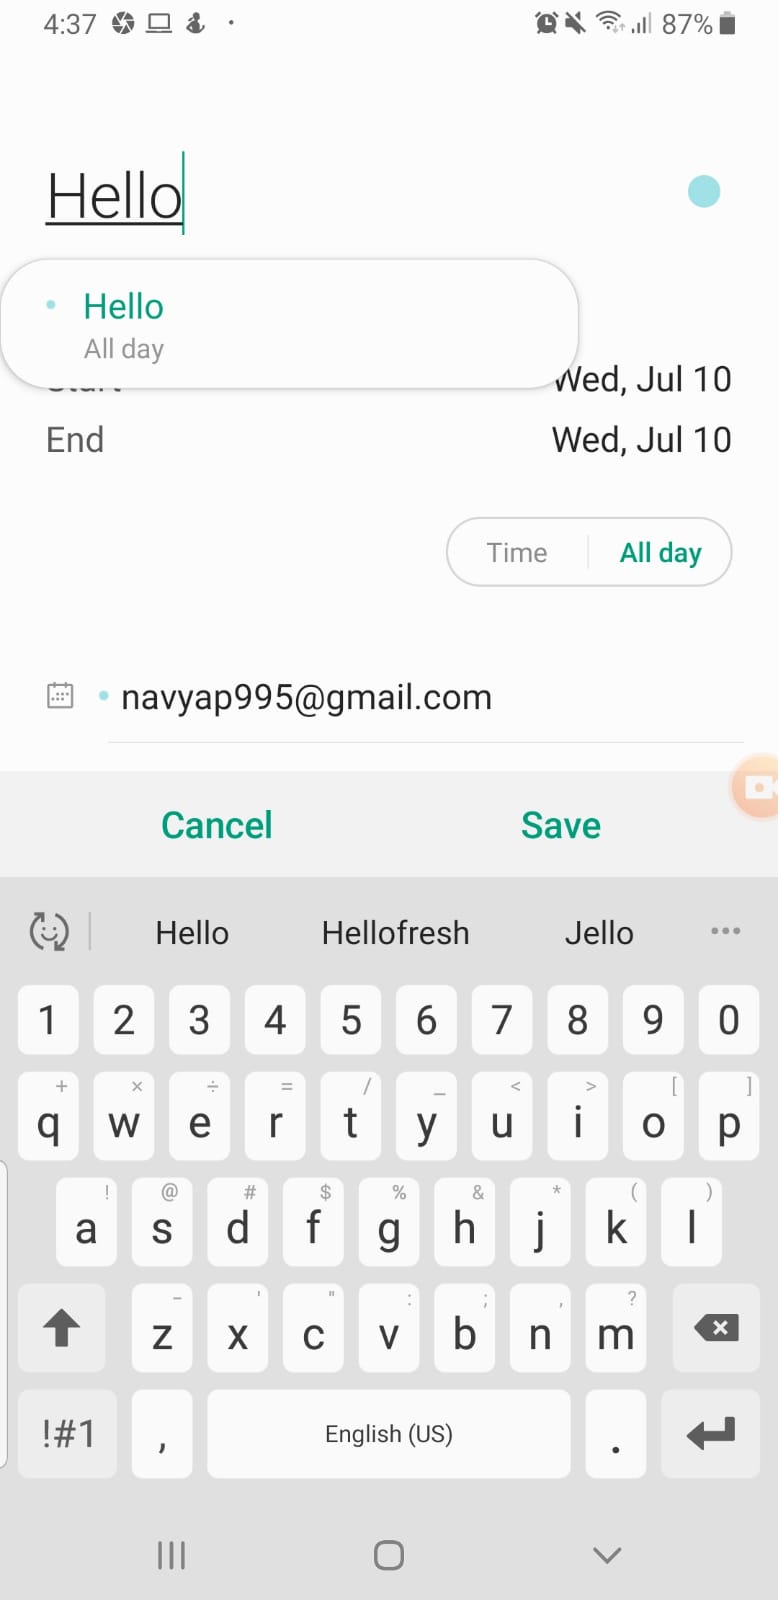 4:37 87%
Hello
Hello
All day
Start Wed, Jul 10
End Wed, Jul 10
Time All day
navyap995@gmail.com
Cancel Save
Hello Hellofresh Jello •••
1 2 3 4 5 6 7 8 9 0
+ × ÷ = / _ < > [ ]
q w e r t y u i o p
! @ # $ % & * ( )
a s d f g h j k l
- ' " : ; , ?
z x c v b n m
!#1 , English (US) .